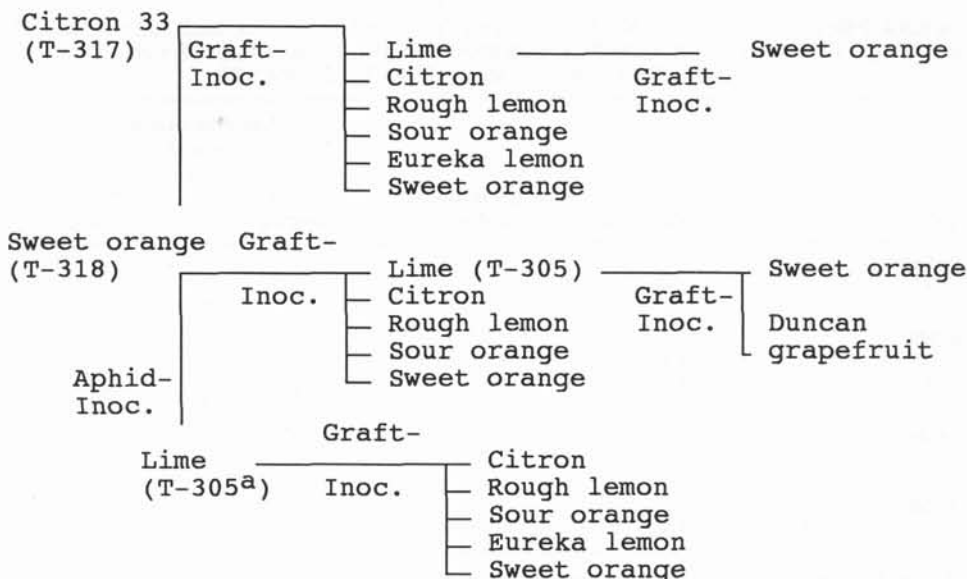 Citron 33
(T-317)
Graft-
Inoc.
Lime
Citron
Rough lemon
Sour orange
Eureka lemon
Sweet orange
Graft-
Inoc.
Sweet orange
Sweet orange
(T-318)
Graft-
Inoc.
Lime (T-305)
Citron
Rough lemon
Sour orange
Sweet orange
Graft-
Inoc.
Sweet orange
Duncan
grapefruit
Aphid-
Inoc.
Lime
(T-305a)
Graft-
Inoc.
Citron
Rough lemon
Sour orange
Eureka lemon
Sweet orange